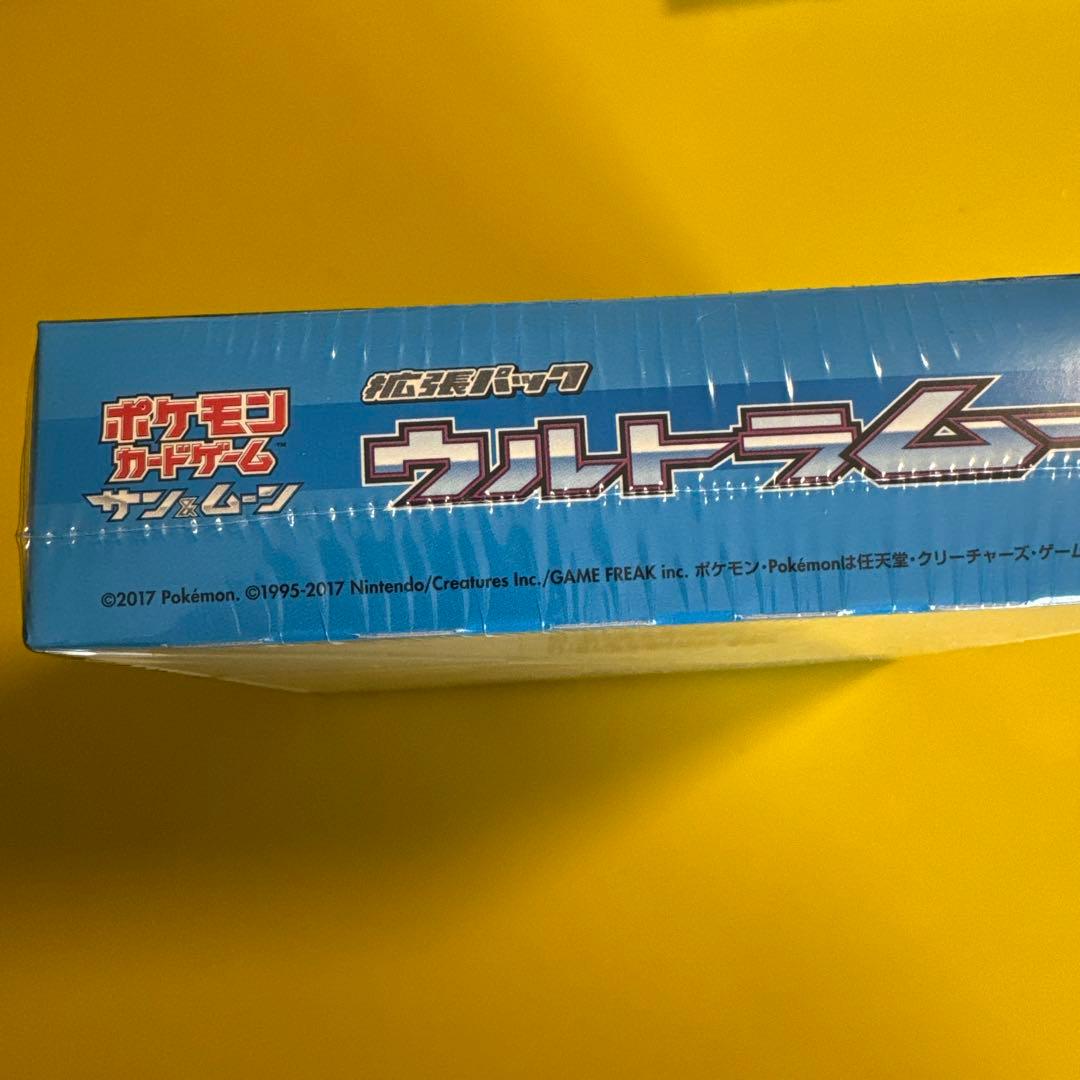 ポケモン
カードゲーム™
サン&ムーン
拡張パック
ウルトラムー
©2017 Pokémon. ©1995-2017 Nintendo/Creatures Inc./GAME FREAK inc. ポケモン・Pokémonは任天堂・クリーチャーズ・ゲーム